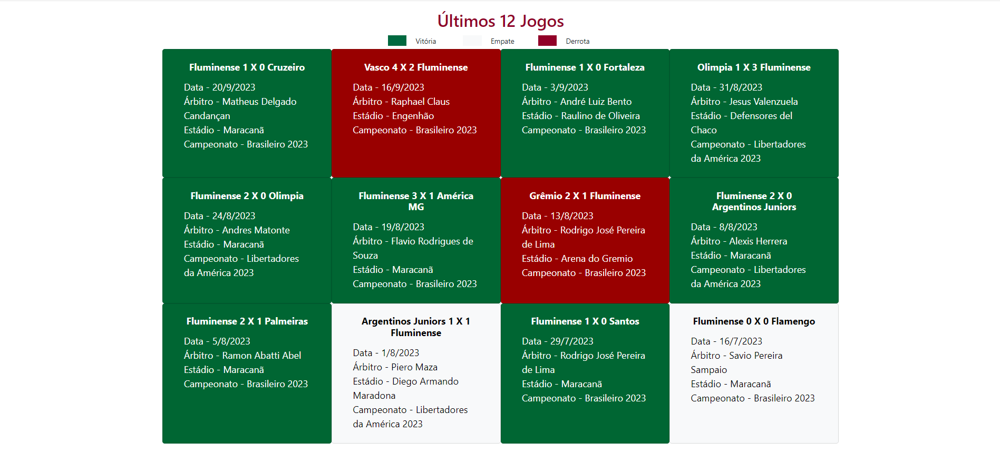 Últimos 12 Jogos
Vitória
Empate
Derrota
Fluminense 1 X 0 Cruzeiro
Data - 20/9/2023
Árbitro - Matheus Delgado
Candançan
Estádio - Maracanã
Campeonato - Brasileiro 2023
Vasco 4 X 2 Fluminense
Data - 16/9/2023
Árbitro - Raphael Claus
Estádio - Engenhão
Campeonato - Brasileiro 2023
Fluminense 1 X 0 Fortaleza
Data - 3/9/2023
Árbitro - André Luiz Bento
Estádio - Raulino de Oliveira
Campeonato - Brasileiro 2023
Olimpia 1 X 3 Fluminense
Data - 31/8/2023
Árbitro - Jesus Valenzuela
Estádio - Defensores del
Chaco
Campeonato - Libertadores
da América 2023
Fluminense 2 X 0 Olimpia
Data - 24/8/2023
Árbitro - Andres Matonte
Estádio - Maracanã
Campeonato - Libertadores
da América 2023
Fluminense 3 X 1 América
MG
Data - 19/8/2023
Árbitro - Flavio Rodrigues de
Souza
Estádio - Maracanã
Campeonato - Brasileiro 2023
Grêmio 2 X 1 Fluminense
Data - 13/8/2023
Árbitro - Rodrigo José Pereira
de Lima
Estádio - Arena do Gremio
Campeonato - Brasileiro 2023
Fluminense 2 X 0
Argentinos Juniors
Data - 8/8/2023
Árbitro - Alexis Herrera
Estádio - Maracanã
Campeonato - Libertadores
da América 2023
Fluminense 2 X 1 Palmeiras
Data - 5/8/2023
Árbitro - Ramon Abatti Abel
Estádio - Maracanã
Campeonato - Brasileiro 2023
Argentinos Juniors 1 X 1
Fluminense
Data - 1/8/2023
Árbitro - Piero Maza
Estádio - Diego Armando
Maradona
Campeonato - Libertadores
da América 2023
Fluminense 1 X 0 Santos
Data - 29/7/2023
Árbitro - Rodrigo José Pereira
de Lima
Estádio - Maracanã
Campeonato - Brasileiro 2023
Fluminense 0 X 0 Flamengo
Data - 16/7/2023
Árbitro - Savio Pereira
Sampaio
Estádio - Maracanã
Campeonato - Brasileiro 2023